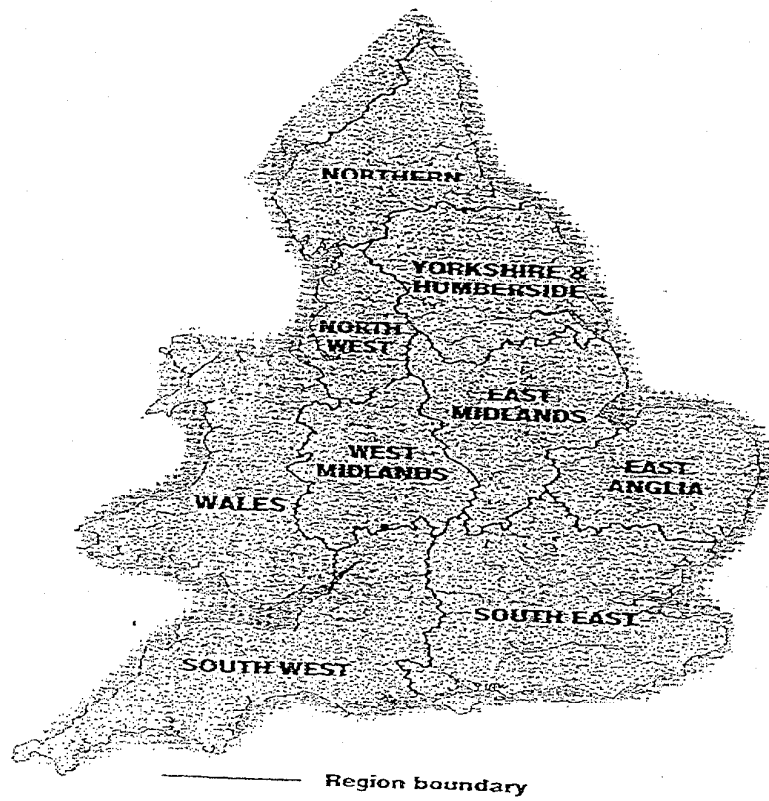 NORTHERN
YORKSHIRE &
HUMBERSIDE
NORTH
WEST
EAST
MIDLANDS
WEST
MIDLANDS
EAST
ANGLIA
WALES
SOUTH EAST
SOUTH WEST
Region boundary